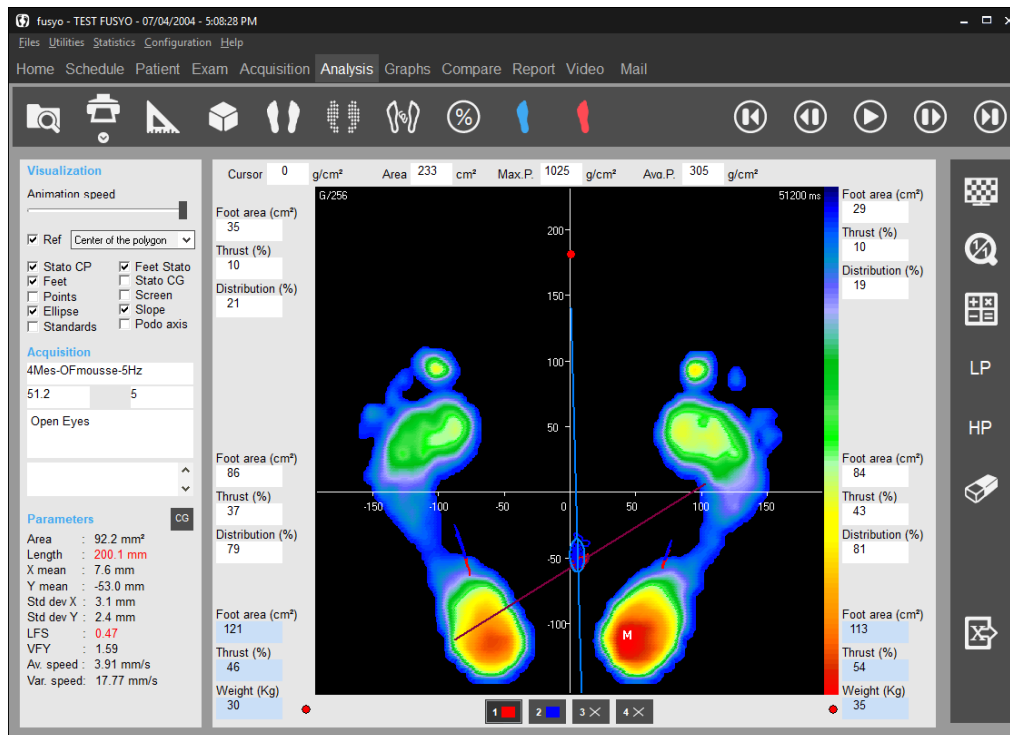 fusyo - TEST FUSYO - 07/04/2004 - 5:08:28 PM
Files Utilities Statistics Configuration Help
Home Schedule Patient Exam Acquisition Analysis Graphs Compare Report Video Mail
%
Visualization
Animation speed
Ref Center of the polygon
Stato CP Feet Stato
Feet Stato CG
Points Screen
Ellipse Slope
Standards Podo axis
Acquisition
4Mes-OFmousse-5Hz
51.2 5
Open Eyes
Parameters CG
Area : 92.2 mm²
Length : 200.1 mm
X mean : 7.6 mm
Y mean : -53.0 mm
Std dev X : 3.1 mm
Std dev Y : 2.4 mm
LFS : 0.47
VFY : 1.59
Av. speed : 3.91 mm/s
Var. speed: 17.77 mm/s
Cursor 0 g/cm² Area 233 cm² Max.P. 1025 g/cm² Avg.P. 305 g/cm²
Foot area (cm²)
35
Thrust (%)
10
Distribution (%)
21
Foot area (cm²)
86
Thrust (%)
37
Distribution (%)
79
Foot area (cm²)
121
Thrust (%)
46
Weight (Kg)
30
G/256 51200 ms
200
150
100
50
-150 -100 -50 0 50 100 150
-50
-100
M
1 2 3 4
Foot area (cm²)
29
Thrust (%)
10
Distribution (%)
19
Foot area (cm²)
84
Thrust (%)
43
Distribution (%)
81
Foot area (cm²)
113
Thrust (%)
54
Weight (Kg)
35
1/1
LP
HP
X